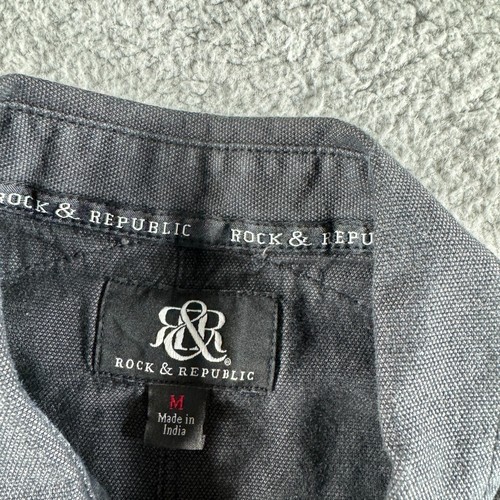 ROCK & REPUBLIC ROCK & REPU
R&R®
ROCK & REPUBLIC
M
Made in
India